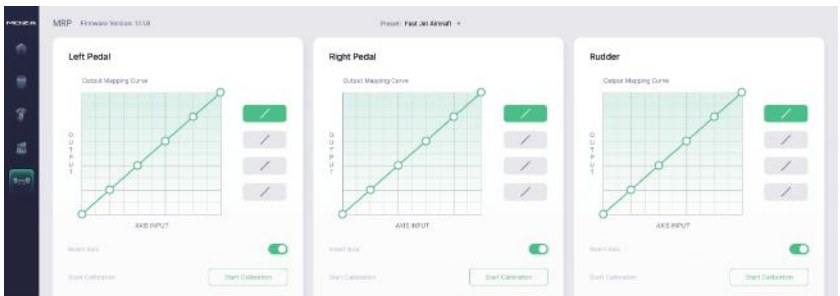 MOZA
MRP Firmware Version: 1.1.1.8
Preset: Fast Jet Aircraft
Left Pedal
Output Mapping Curve
OUTPUT
AXIS INPUT
Invert Axis
Start Calibration
Start Calibration
Right Pedal
Output Mapping Curve
OUTPUT
AXIS INPUT
Invert Axis
Start Calibration
Start Calibration
Rudder
Output Mapping Curve
OUTPUT
AXIS INPUT
Invert Axis
Start Calibration
Start Calibration